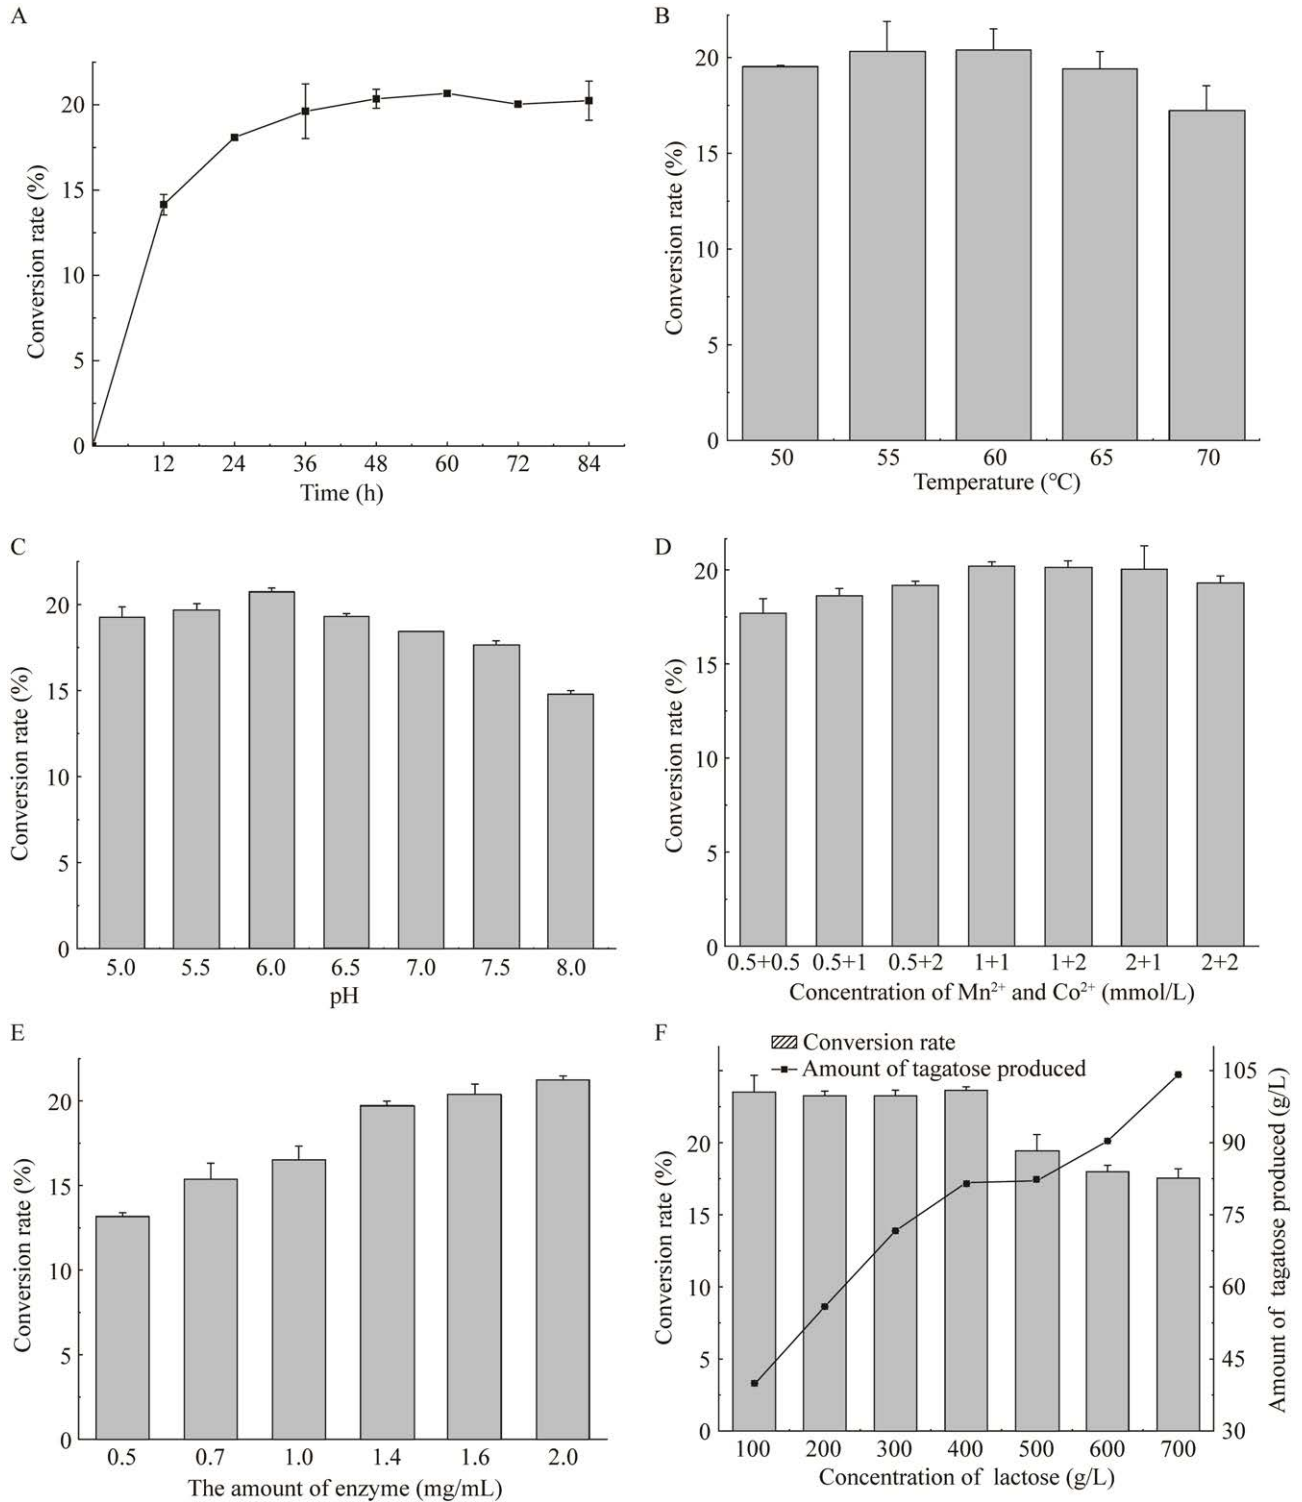 A
Conversion rate (%)
20
15
10
5
0
12 24 36 48 60 72 84
Time (h)
B
Conversion rate (%)
20
15
10
5
0
50 55 60 65 70
Temperature (℃)
C
Conversion rate (%)
20
15
10
5
0
5.0 5.5 6.0 6.5 7.0 7.5 8.0
pH
D
Conversion rate (%)
20
15
10
5
0
0.5+0.5 0.5+1 0.5+2 1+1 1+2 2+1 2+2
Concentration of Mn²⁺ and Co²⁺ (mmol/L)
E
Conversion rate (%)
20
15
10
5
0
0.5 0.7 1.0 1.4 1.6 2.0
The amount of enzyme (mg/mL)
F
Conversion rate
Amount of tagatose produced
Conversion rate (%)
20
15
10
5
0
105
90
75
60
45
30
Amount of tagatose produced (g/L)
100 200 300 400 500 600 700
Concentration of lactose (g/L)